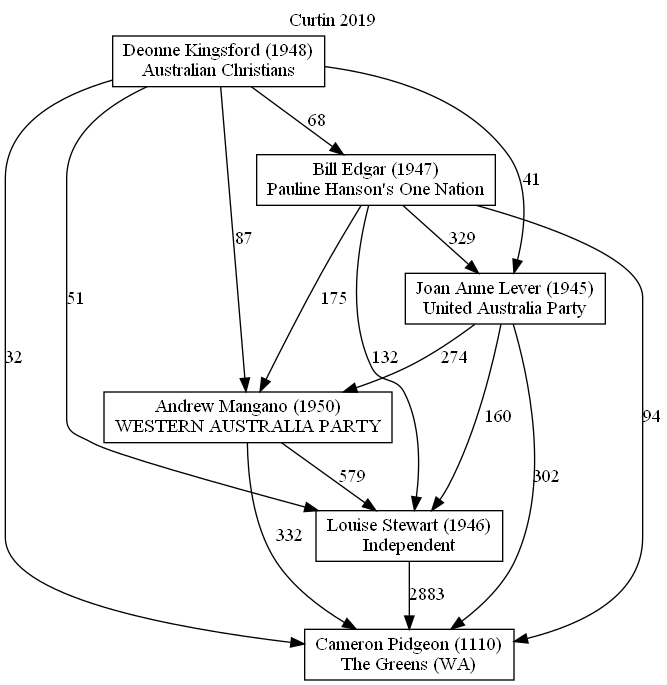 Curtin 2019
Deonne Kingsford (1948)
Australian Christians
68
Bill Edgar (1947)
Pauline Hanson's One Nation
41
87
329
Joan Anne Lever (1945)
United Australia Party
51
175
32
132
274
Andrew Mangano (1950)
WESTERN AUSTRALIA PARTY
160
94
579
302
Louise Stewart (1946)
Independent
332
2883
Cameron Pidgeon (1110)
The Greens (WA)